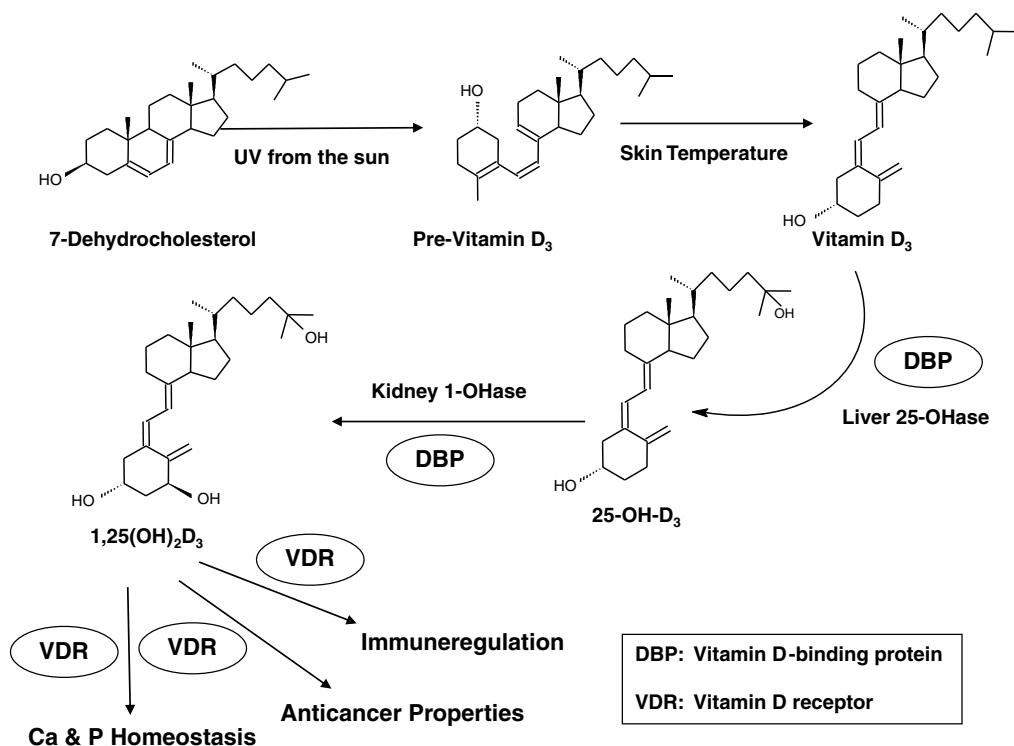 HO
HO
UV from the sun
Skin Temperature
HO
7-Dehydrocholesterol
Pre-Vitamin D₃
Vitamin D₃
OH
OH
DBP
Liver 25-OHase
Kidney 1-OHase
DBP
HO
OH
HO
25-OH-D₃
1,25(OH)₂D₃
VDR
VDR
VDR
Immuneregulation
Anticancer Properties
Ca & P Homeostasis
DBP: Vitamin D-binding protein
VDR: Vitamin D receptor